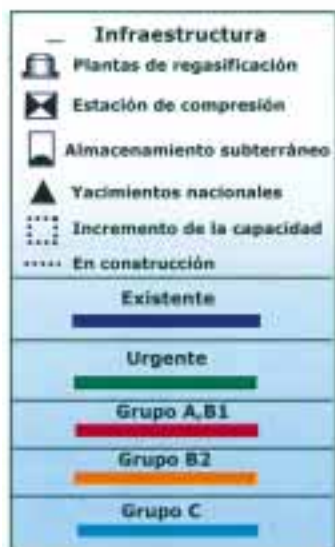 Infraestructura
Plantas de regasificación
Estación de compresión
Almacenamiento subterráneo
Yacimientos nacionales
Incremento de la capacidad
En construcción
Existente
Urgente
Grupo A,B1
Grupo B2
Grupo C